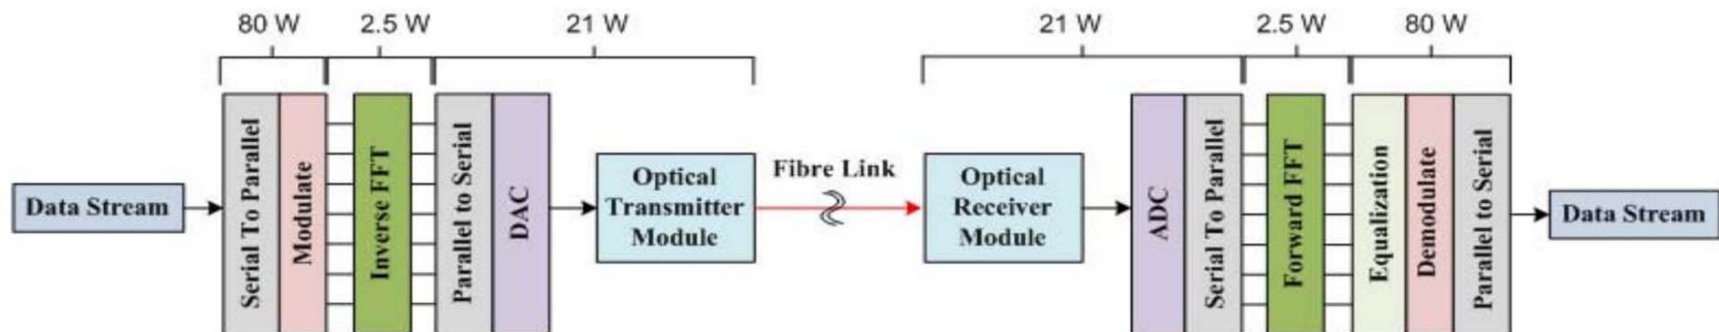 80 W
2.5 W
21 W
21 W
2.5 W
80 W
Data Stream
Serial To Parallel
Modulate
Inverse FFT
Parallel to Serial
DAC
Optical
Transmitter
Module
Fibre Link
Optical
Receiver
Module
ADC
Serial To Parallel
Forward FFT
Equalization
Demodulate
Parallel to Serial
Data Stream